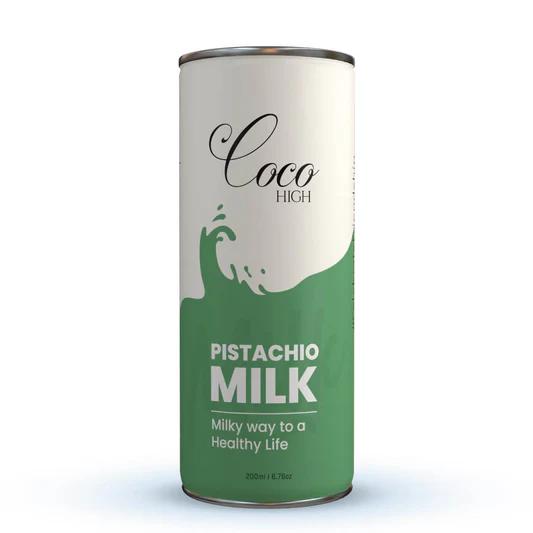 Coco
HIGH
PISTACHIO
MILK
Milky way to a
Healthy Life
200ml / 6.76oz